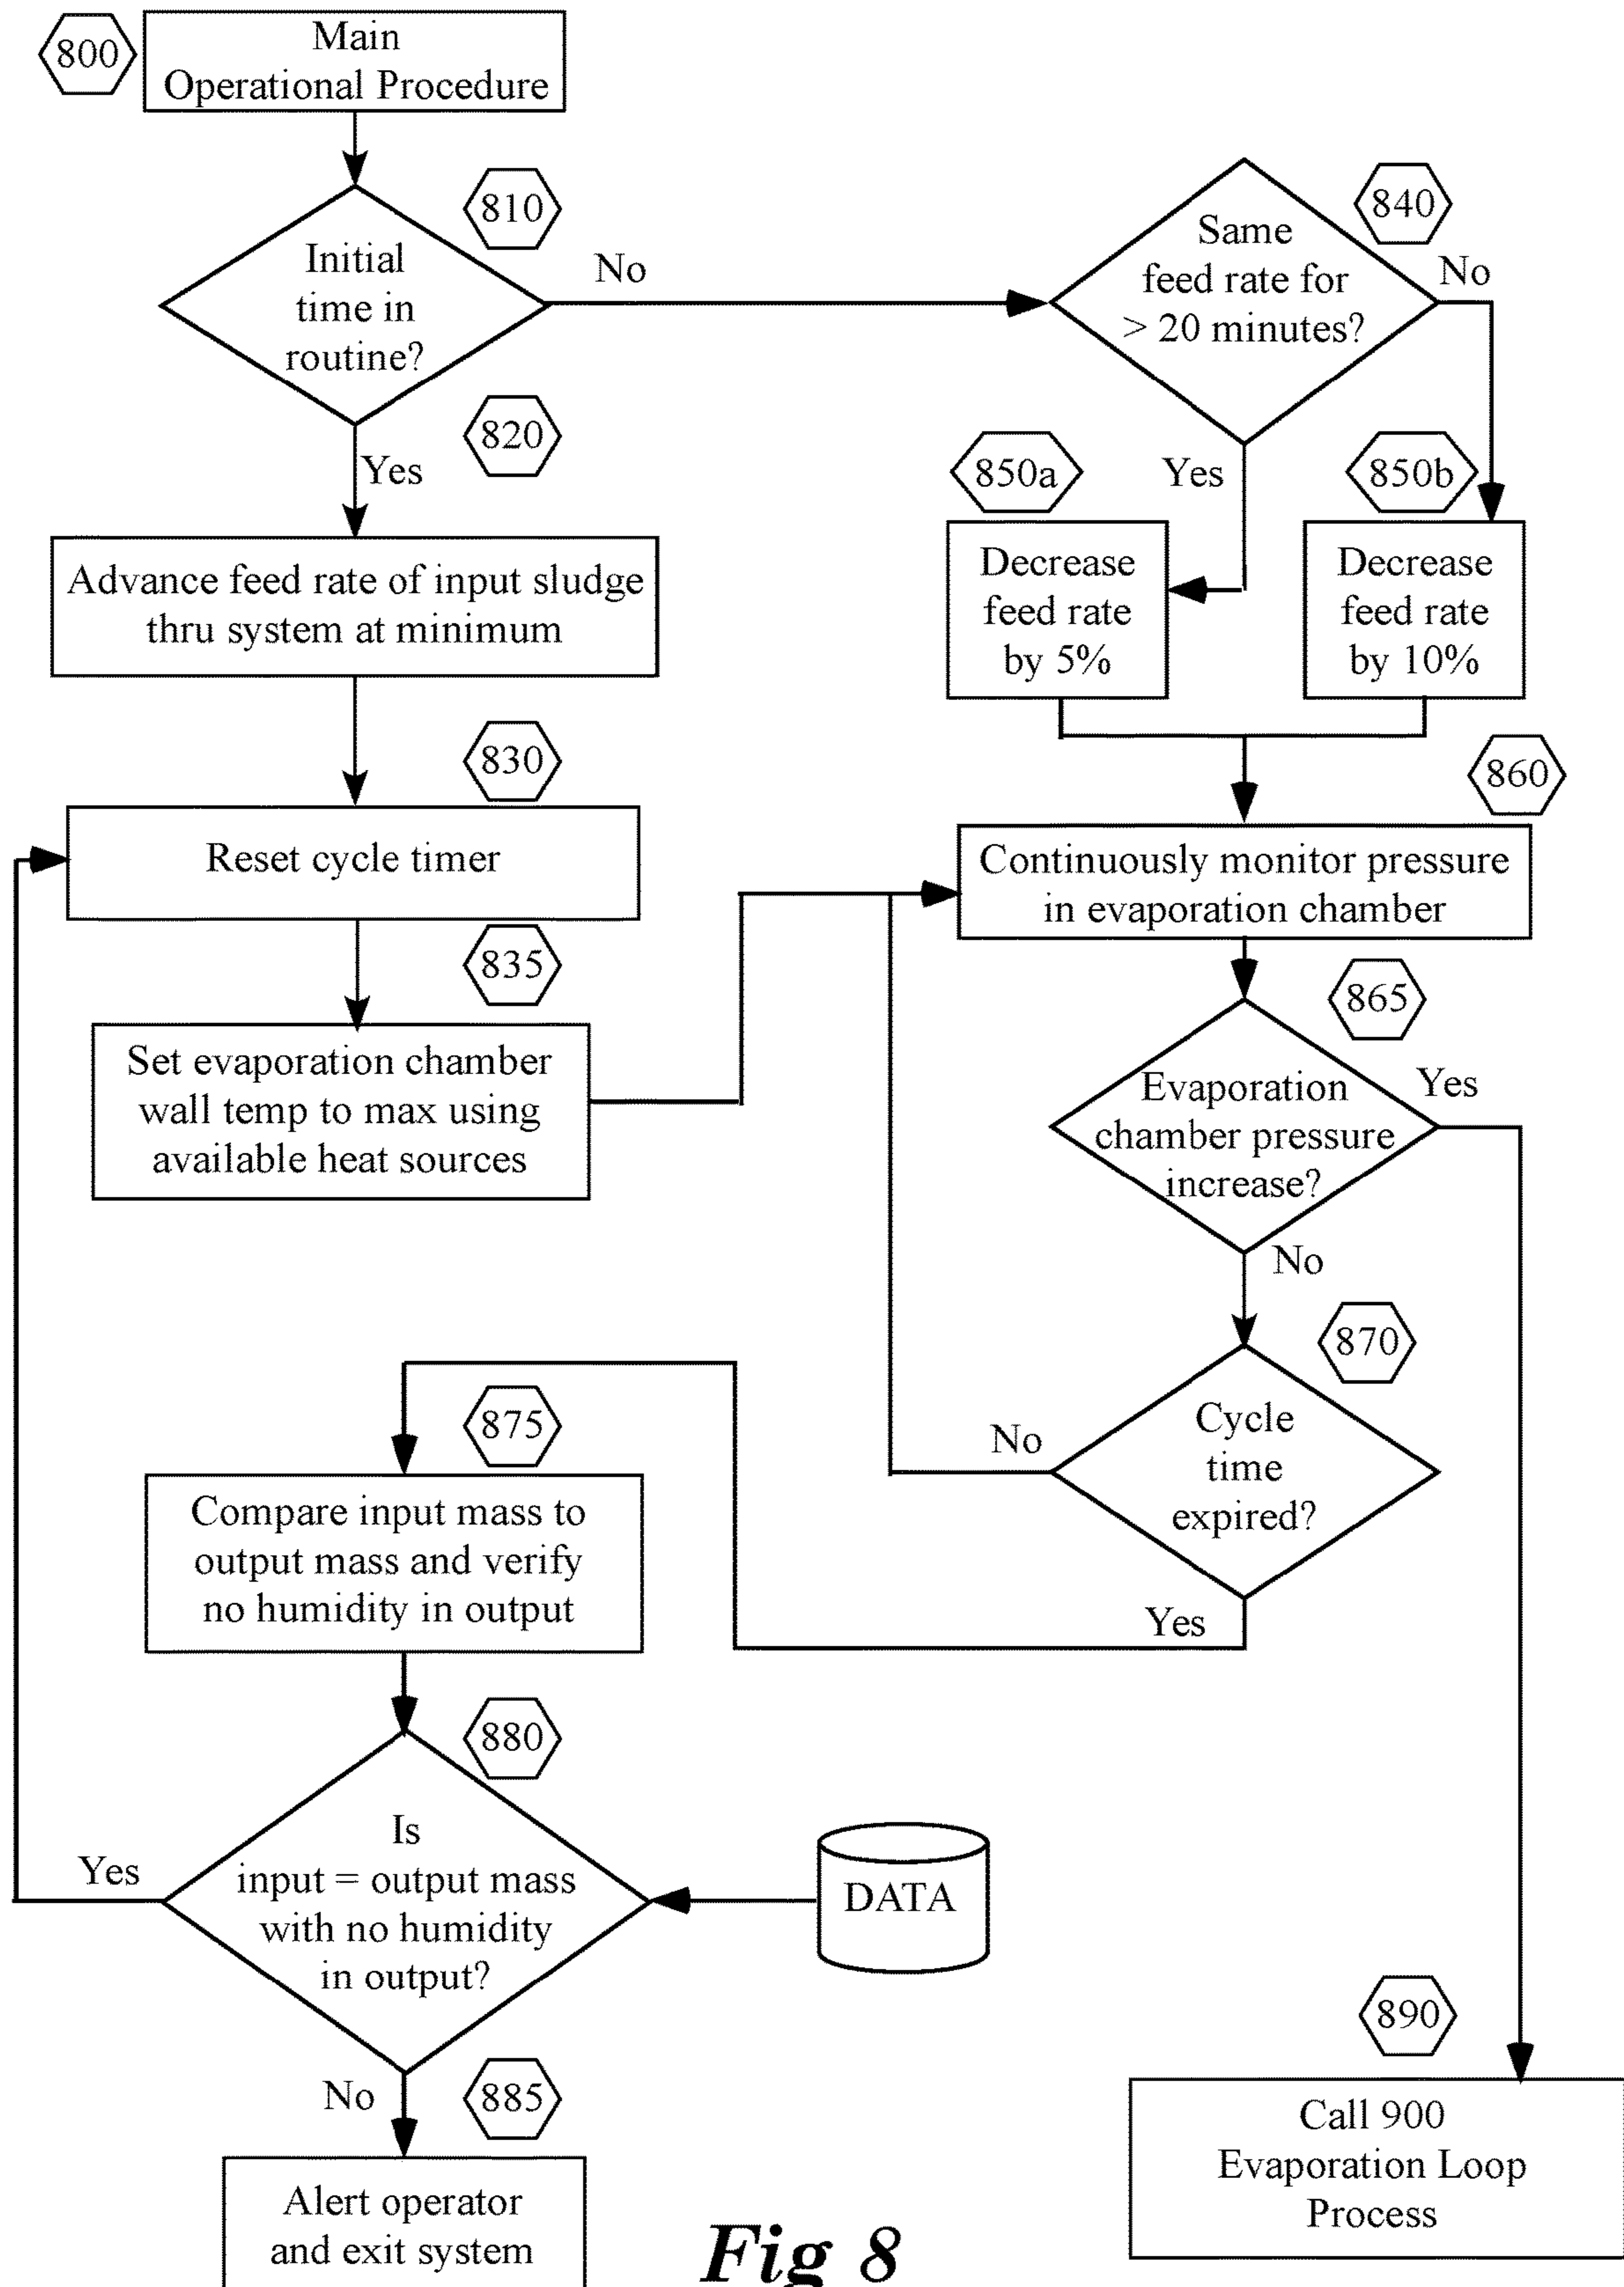 800
Main
Operational Procedure
810
Initial
time in
routine?
No
840
Same
feed rate for
> 20 minutes?
No
820
Yes
850a
Yes
850b
Advance feed rate of input sludge
thru system at minimum
Decrease
feed rate
by 5%
Decrease
feed rate
by 10%
830
860
Reset cycle timer
Continuously monitor pressure
in evaporation chamber
835
865
Set evaporation chamber
wall temp to max using
available heat sources
Evaporation
chamber pressure
increase?
Yes
No
870
Cycle
time
expired?
No
Yes
875
Compare input mass to
output mass and verify
no humidity in output
880
Is
input = output mass
with no humidity
in output?
Yes
DATA
No
885
Alert operator
and exit system
890
Call 900
Evaporation Loop
Process
Fig 8